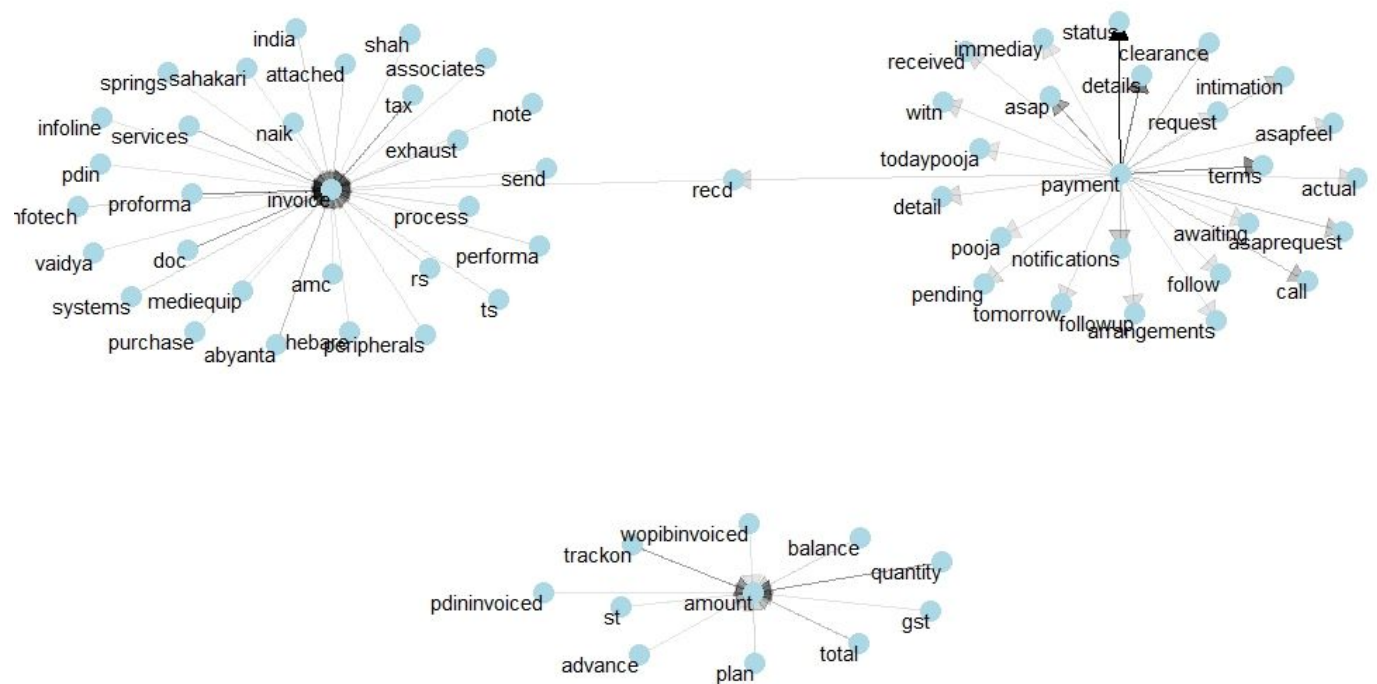 india
shah
springs
sahakari
attached
associates
tax
note
infoline
services
naik
exhaust
pdin
send
nfotech
proforma
invoice
process
vaidya
doc
performa
systems
mediequip
amc
rs
ts
purchase
abyanta
hebare
peripherals
recd
status
received
immediay
clearance
details
intimation
witn
asap
request
asapfeel
todaypooja
payment
terms
actual
detail
pooja
notifications
awaiting
asaprequest
pending
follow
call
tomorrow
followup
arrangements
wopibinvoiced
trackon
balance
quantity
pdininvoiced
st
amount
gst
advance
plan
total